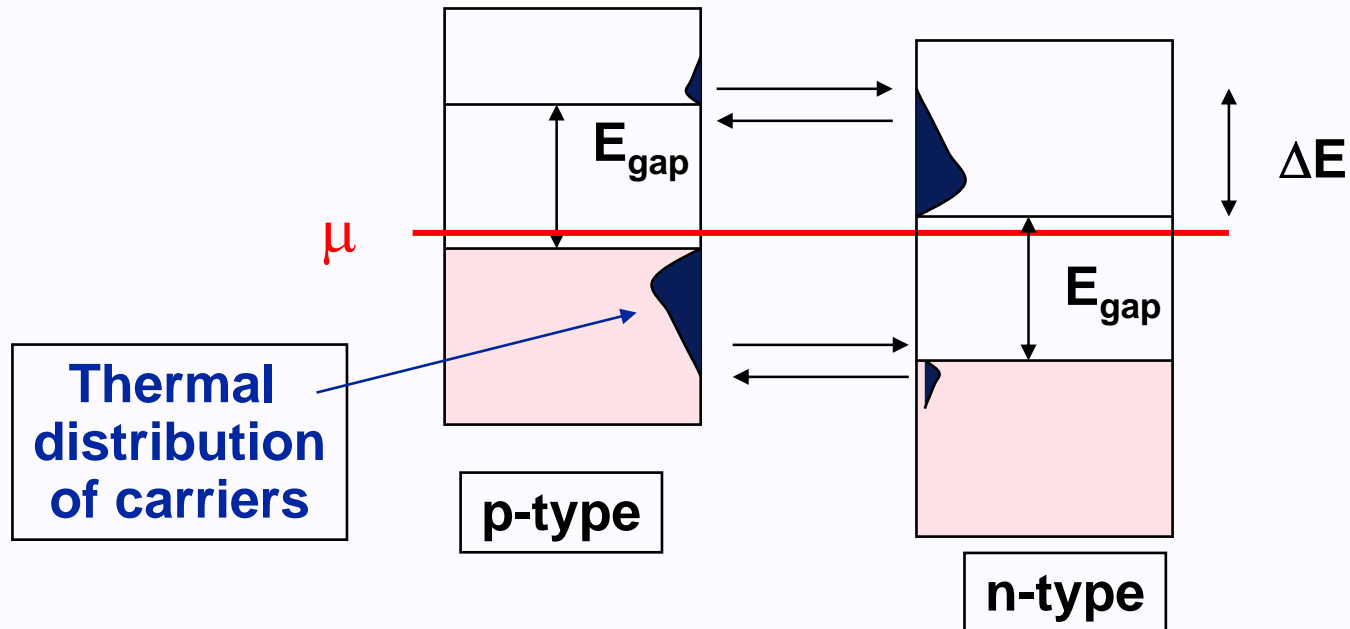 E_gap
ΔE
μ
E_gap
Thermal
distribution
of carriers
p-type
n-type